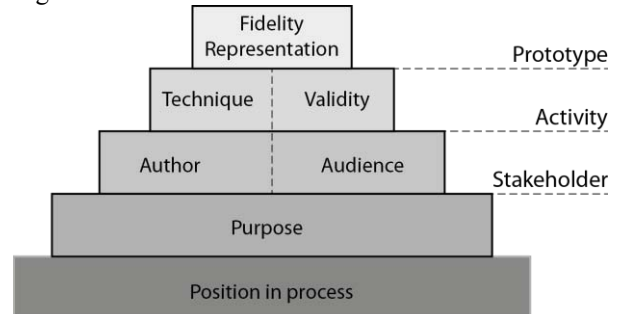 Fidelity
Representation
Prototype
Technique
Validity
Activity
Author
Audience
Stakeholder
Purpose
Position in process